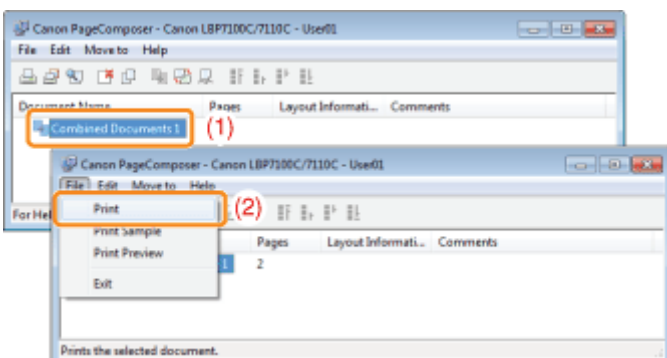 Canon PageComposer - Canon LBP7100C/7110C - User01
File Edit Move to Help
Document Name Pages Layout Informati... Comments
Combined Documents 1 (1)
Canon PageComposer - Canon LBP7100C/7110C - User01
File Edit Move to Help
For Hel
Print (2)
Print Sample
Pages Layout Informati... Comments
Print Preview
1 2
Exit
Prints the selected document.